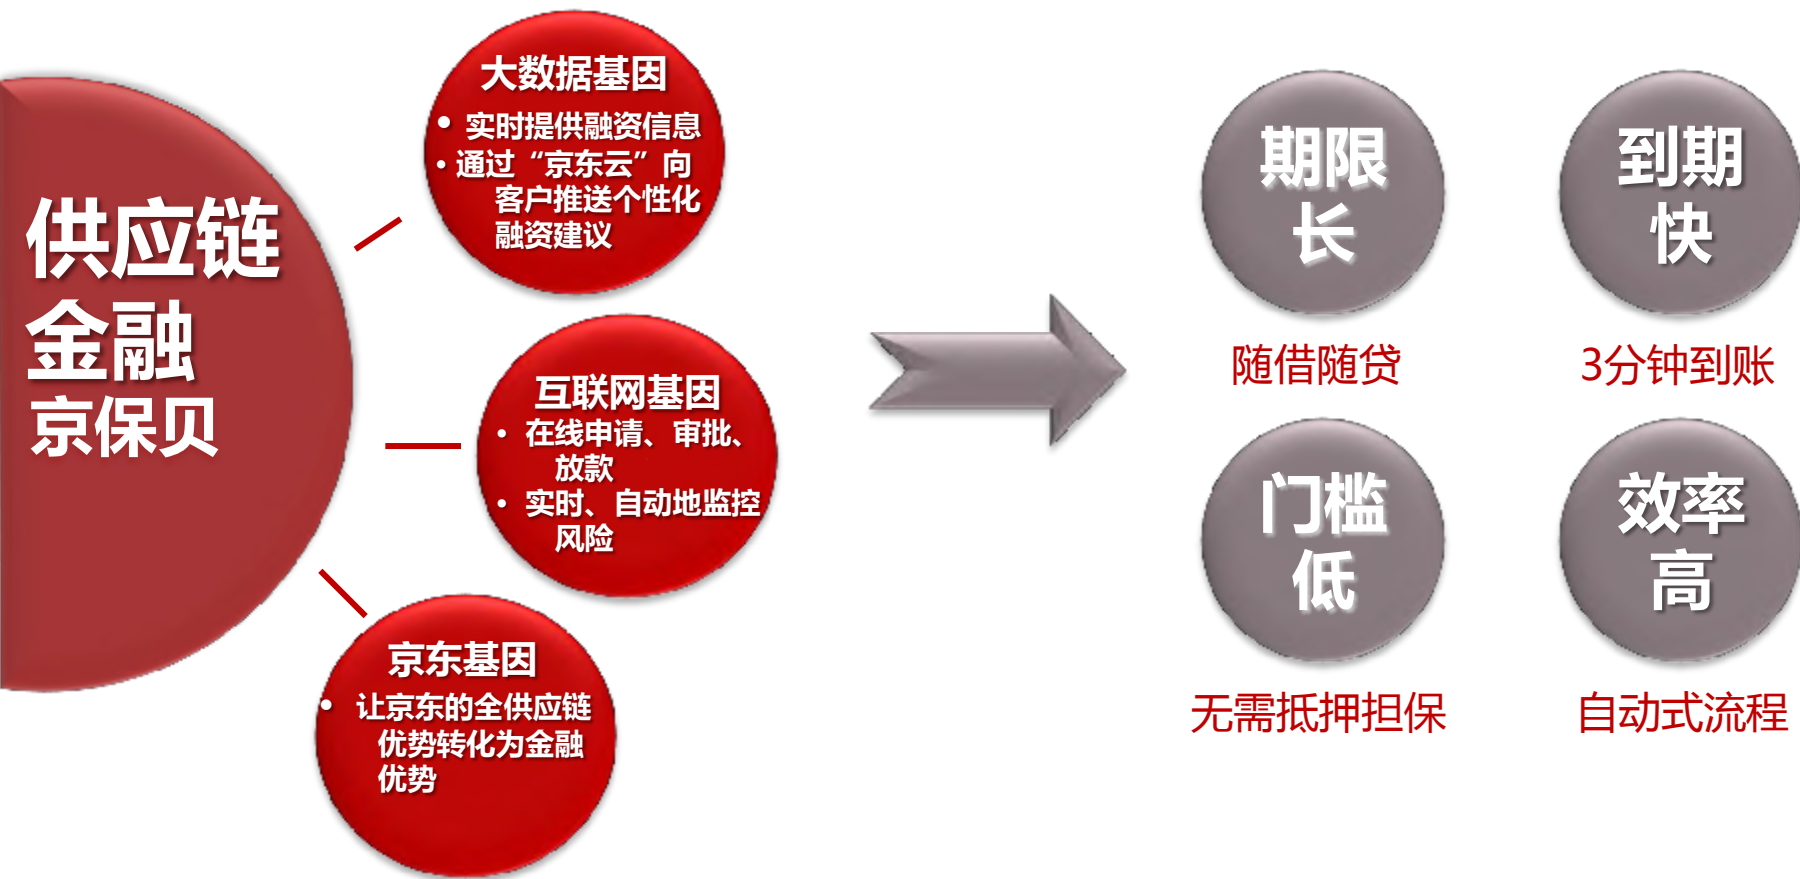 供应链
金融
京保贝
大数据基因
• 实时提供融资信息
• 通过“京东云”向
客户推送个性化
融资建议
互联网基因
• 在线申请、审批、
放款
• 实时、自动地监控
风险
京东基因
• 让京东的全供应链
优势转化为金融
优势
期限
长
随借随贷
到期
快
3分钟到账
门槛
低
无需抵押担保
效率
高
自动式流程